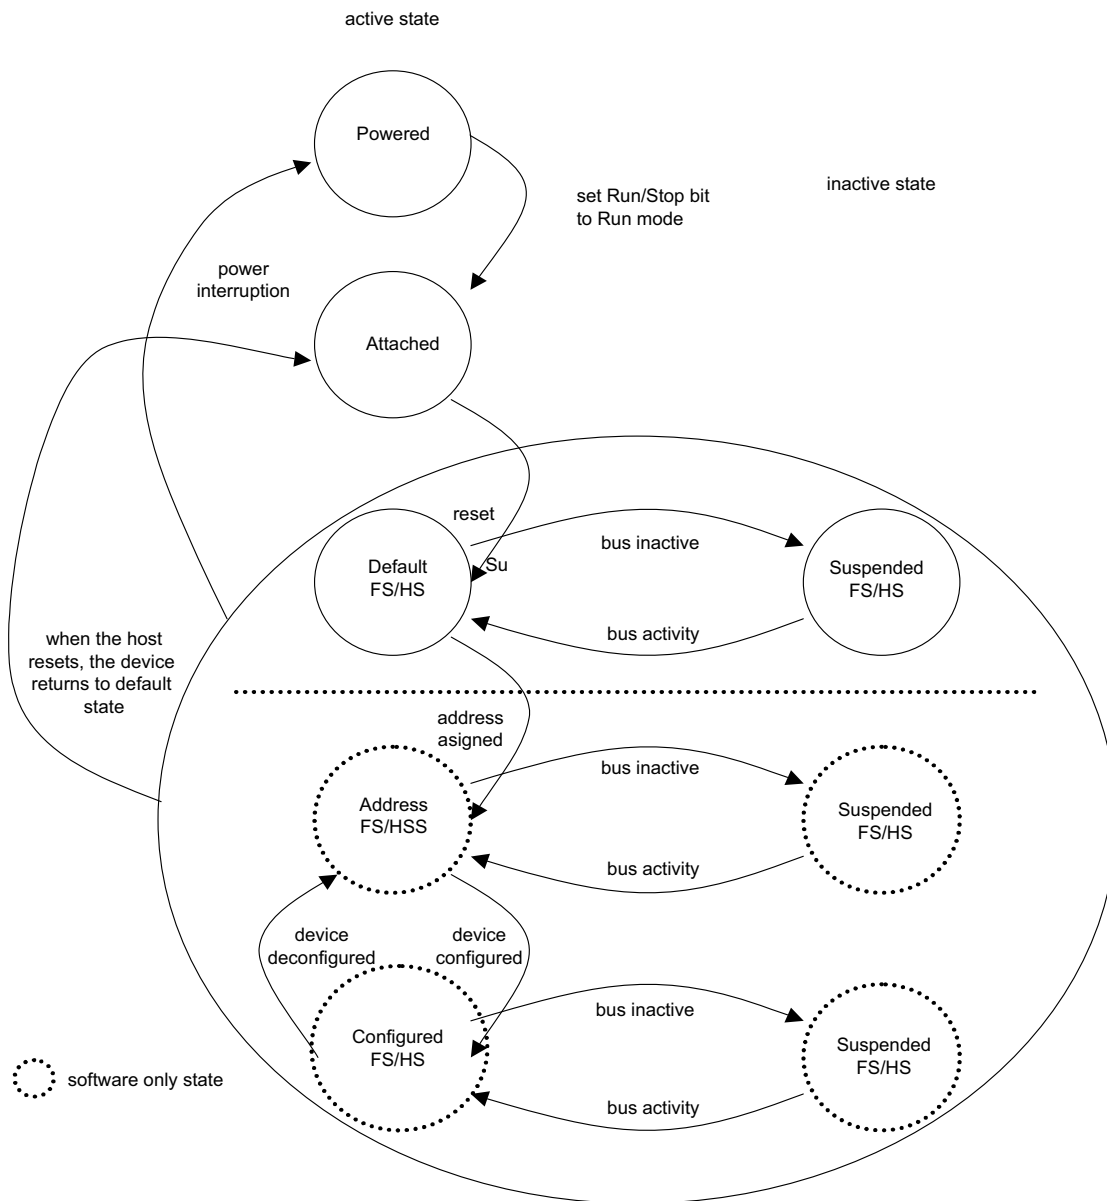 active state
Powered
inactive state
set Run/Stop bit
to Run mode
power
interruption
Attached
reset
bus inactive
Default
FS/HS
Su
Suspended
FS/HS
bus activity
when the host
resets, the device
returns to default
state
address
asigned
bus inactive
Address
FS/HSS
Suspended
FS/HS
bus activity
device
deconfigured
device
configured
bus inactive
Configured
FS/HS
Suspended
FS/HS
software only state
bus activity